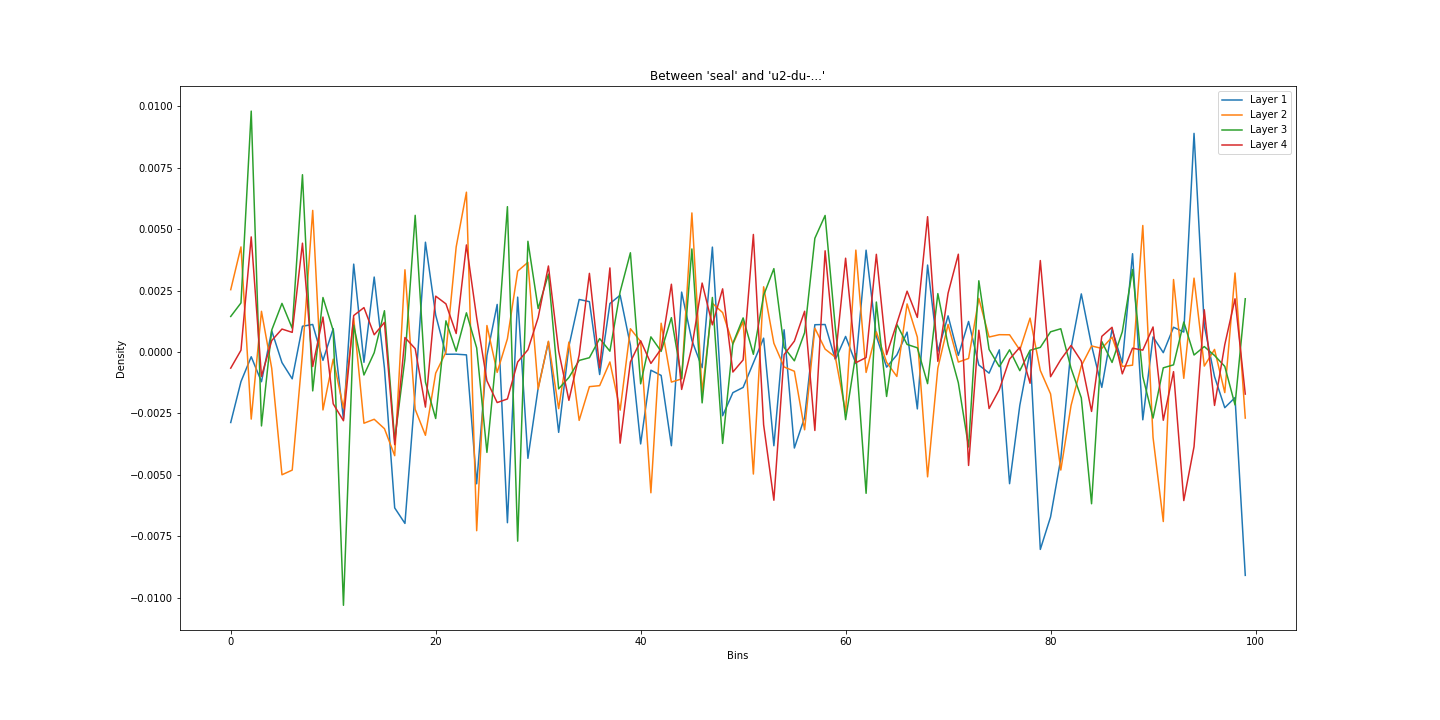 Between 'seal' and 'u2-du-...'
Layer 1
Layer 2
Layer 3
Layer 4
0.0100
0.0075
0.0050
0.0025
0.0000
−0.0025
−0.0050
−0.0075
−0.0100
Density
0 20 40 60 80 100
Bins